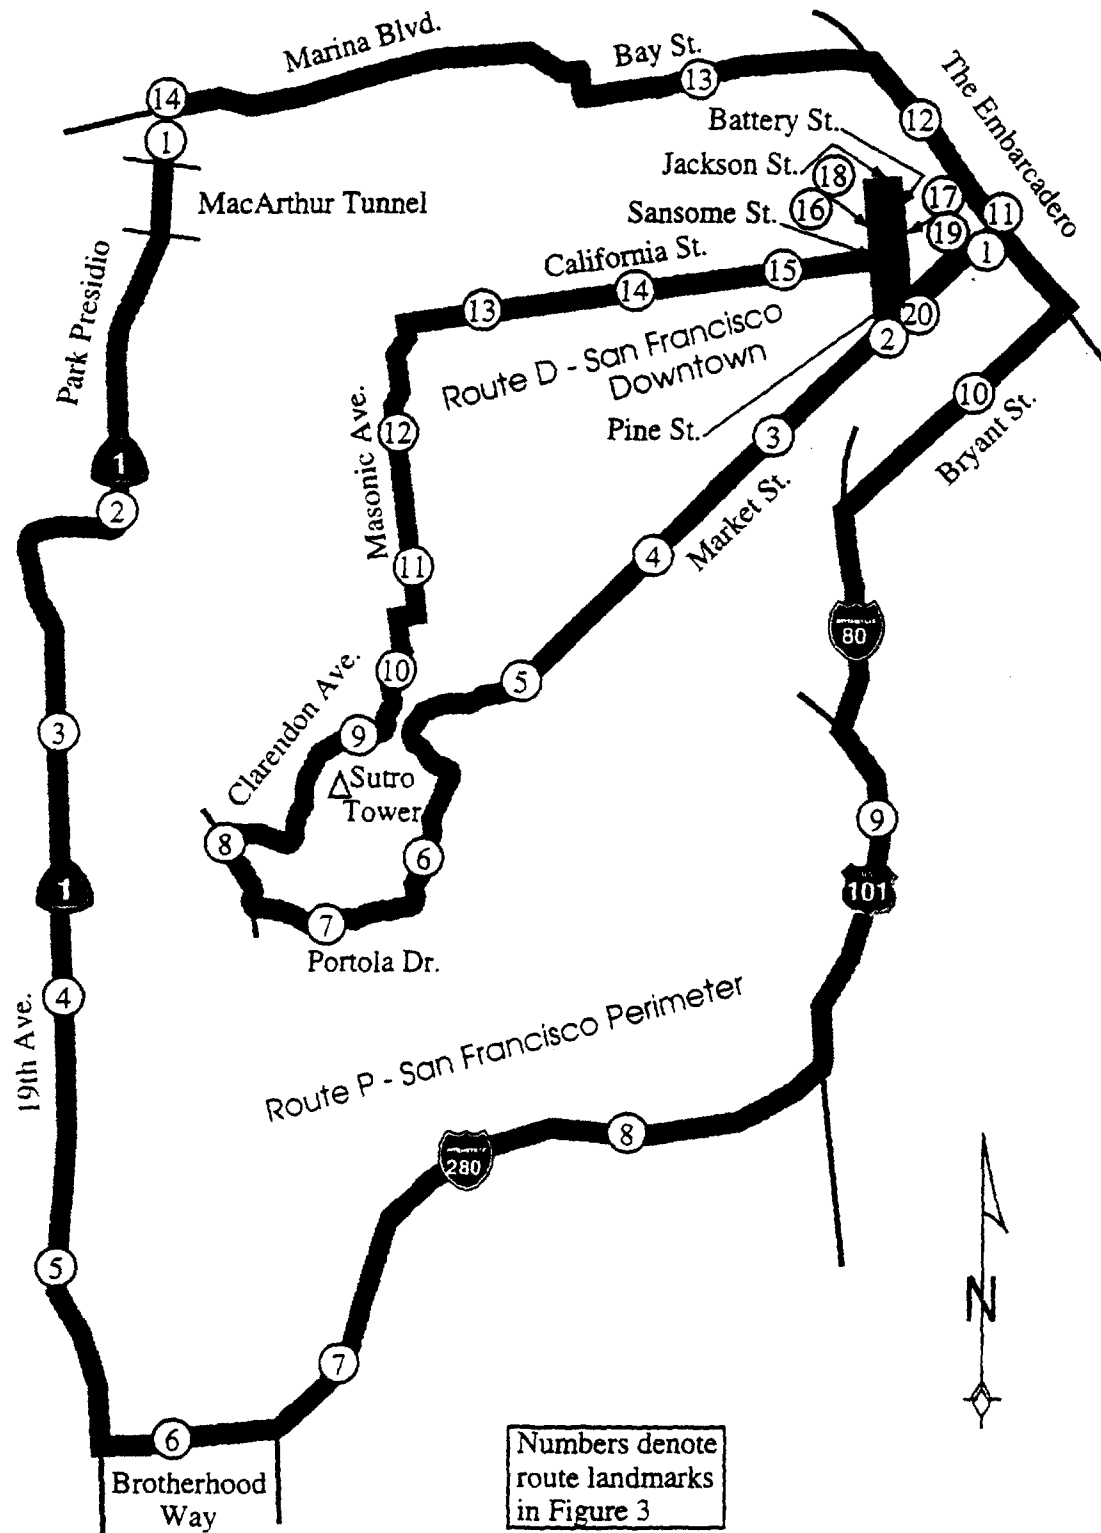 Marina Blvd.
Bay St.
The Embarcadero
14
13
12
1
Battery St.
Jackson St.
18
17
11
16
Sansome St.
19
1
MacArthur Tunnel
California St.
15
14
13
20
2
Park Presidio
Route D - San Francisco
Downtown
Pine St.
3
10
Bryant St.
Masonic Ave.
12
1
2
Market St.
4
11
80
5
10
Clarendon Ave.
9
3
Sutro
Tower
8
6
9
1
101
7
Portola Dr.
4
19th Ave.
Route P - San Francisco Perimeter
8
280
5
7
N
6
Brotherhood
Way
Numbers denote
route landmarks
in Figure 3